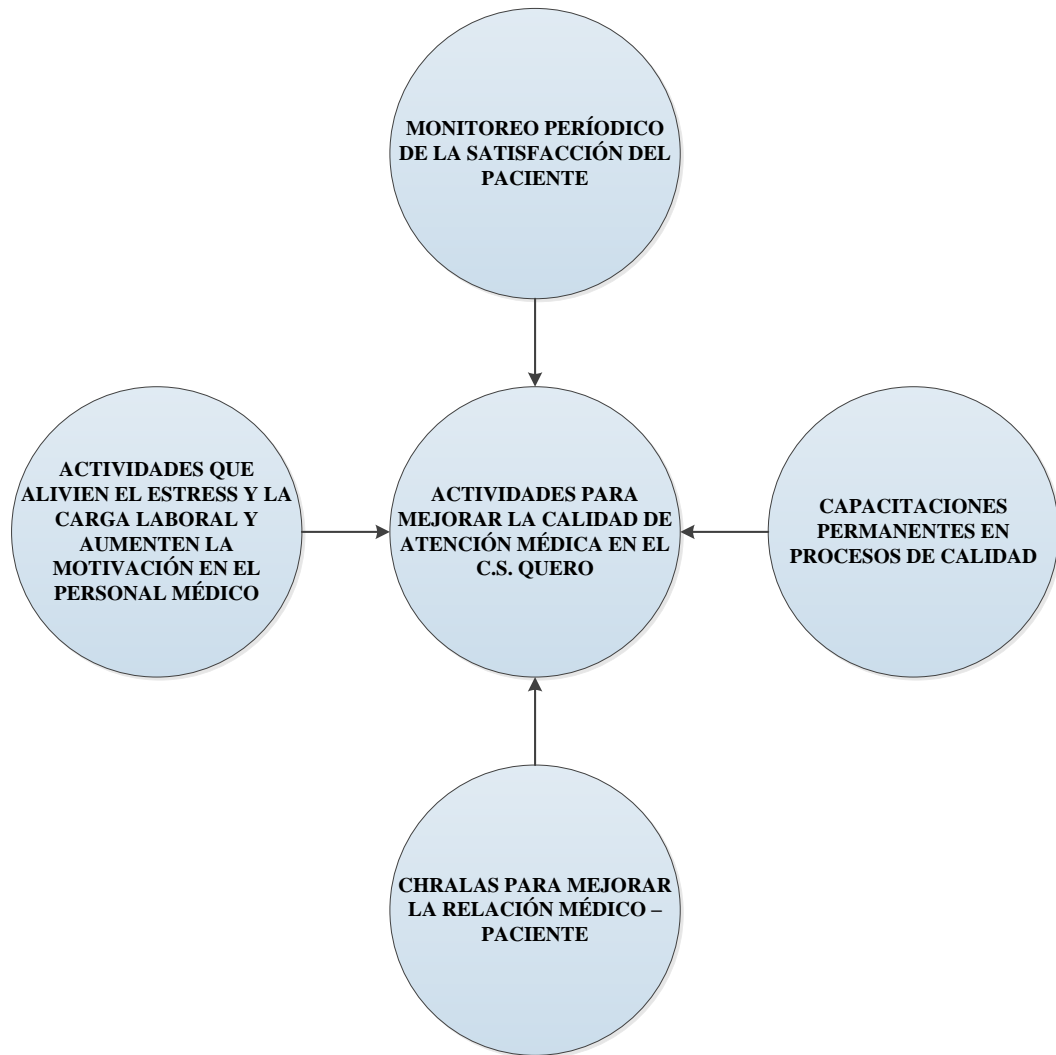 MONITOREO PERÍODICO
DE LA SATISFACCIÓN DEL
PACIENTE
ACTIVIDADES QUE
ALIVIEN EL ESTRESS Y LA
CARGA LABORAL Y
AUMENTEN LA
MOTIVACIÓN EN EL
PERSONAL MÉDICO
ACTIVIDADES PARA
MEJORAR LA CALIDAD DE
ATENCIÓN MÉDICA EN EL
C.S. QUERO
CAPACITACIONES
PERMANENTES EN
PROCESOS DE CALIDAD
CHRALAS PARA MEJORAR
LA RELACIÓN MÉDICO –
PACIENTE